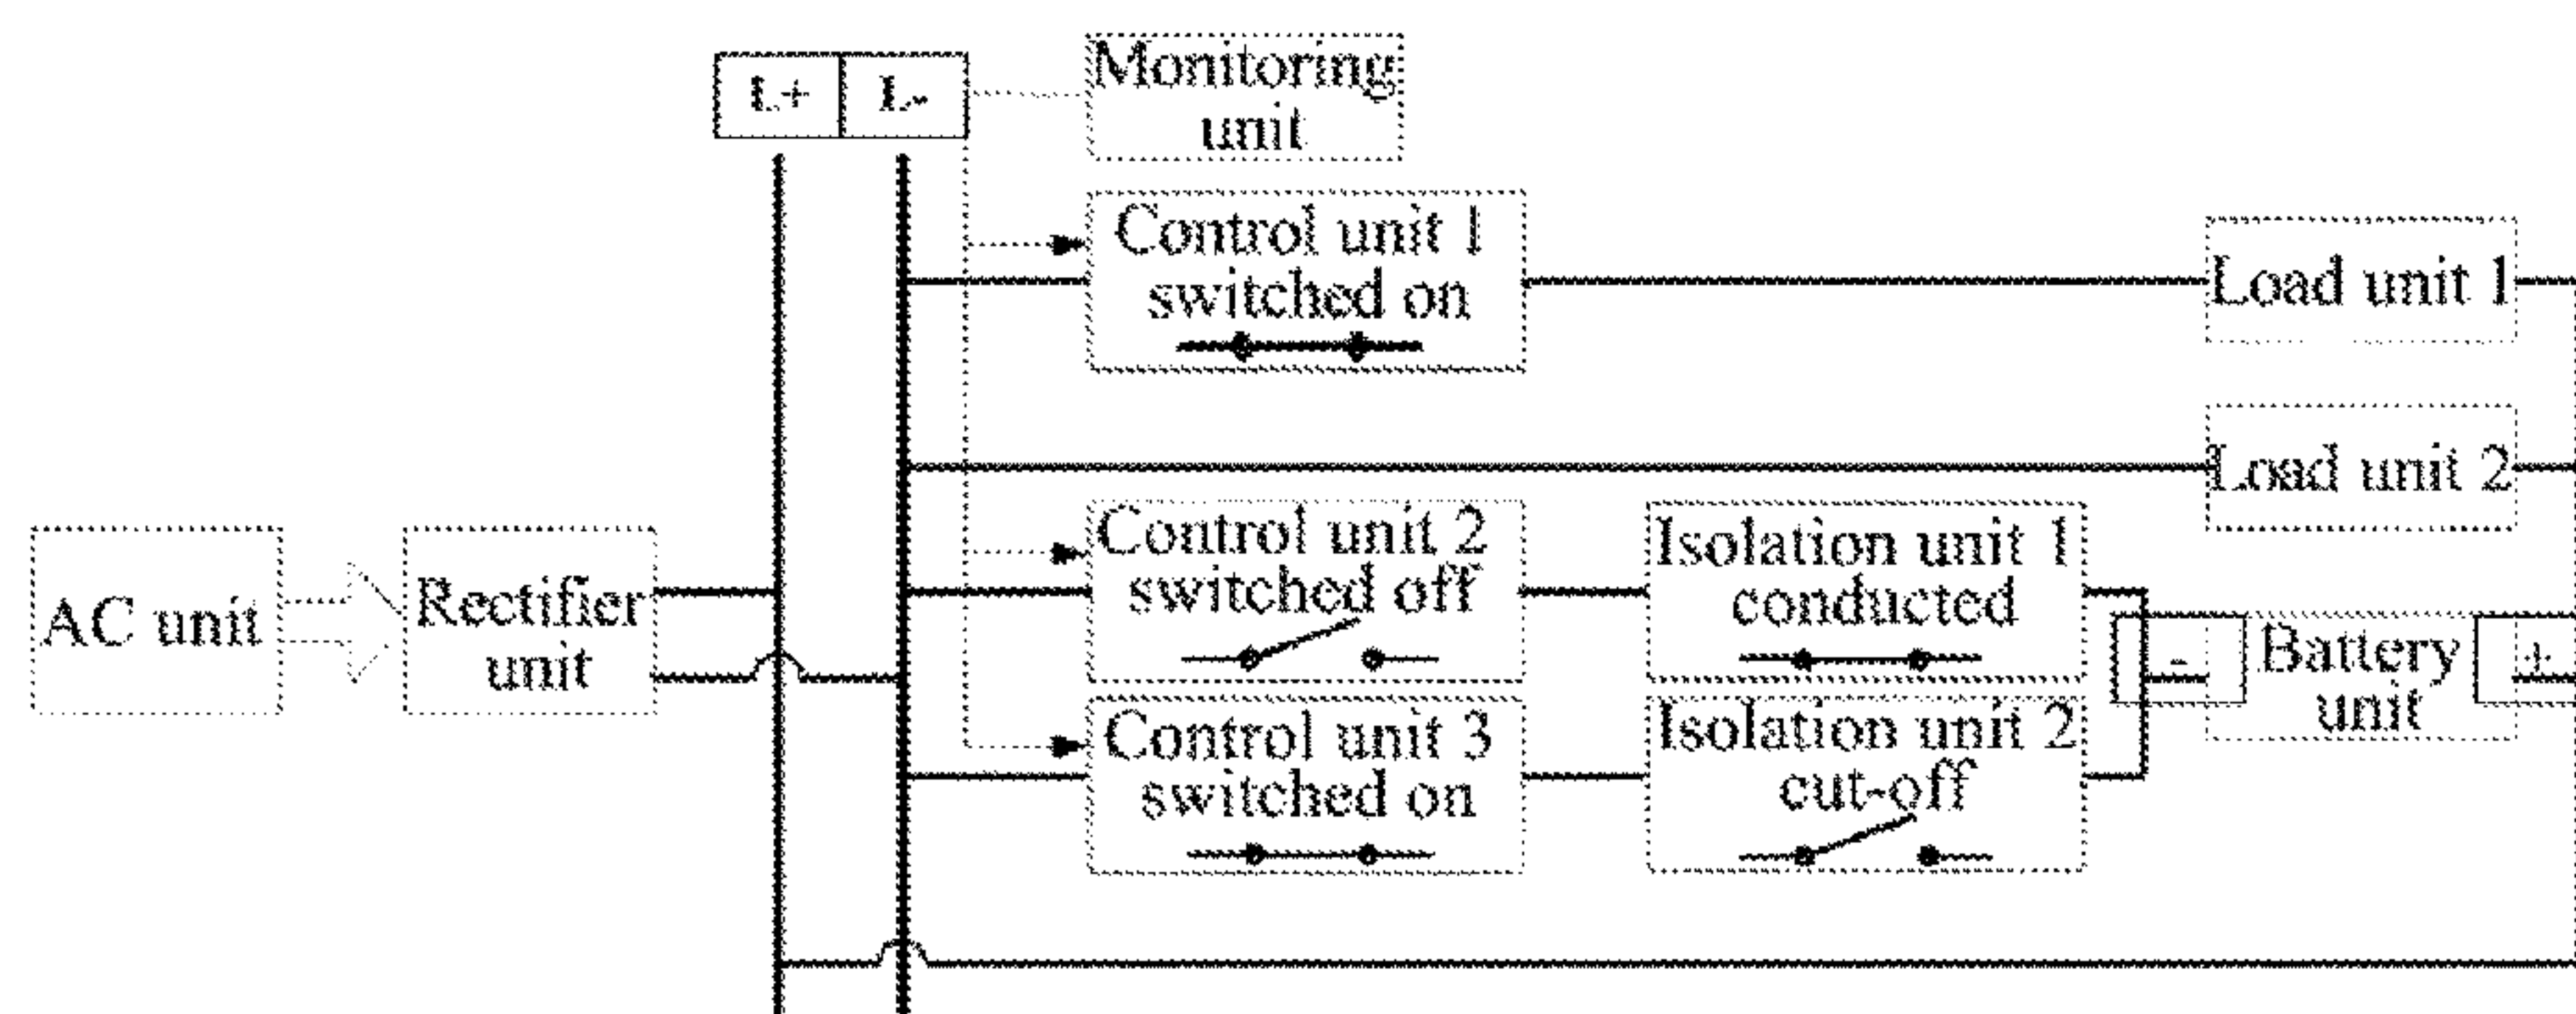 L+ L-
Monitoring
unit
Control unit 1
switched on
Load unit 1
Load unit 2
Control unit 2
switched off
Isolation unit 1
conducted
AC unit
Rectifier
unit
- Battery +
unit
Control unit 3
switched on
Isolation unit 2
cut-off